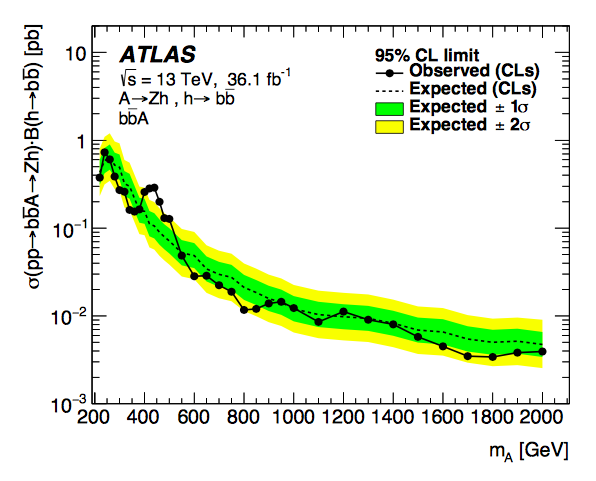 σ(pp→bb̄A→Zh)·B(h→bb̄) [pb]
ATLAS
√s = 13 TeV, 36.1 fb⁻¹
A→Zh , h→ bb̄
bb̄A
95% CL limit
Observed (CLs)
Expected (CLs)
Expected ± 1σ
Expected ± 2σ
10
1
10⁻¹
10⁻²
10⁻³
200 400 600 800 1000 1200 1400 1600 1800 2000
m_A [GeV]